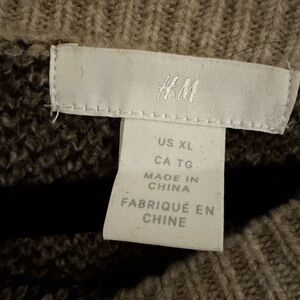 H&M
US XL
CA TG
MADE IN
CHINA
FABRIQUÉ EN
CHINE